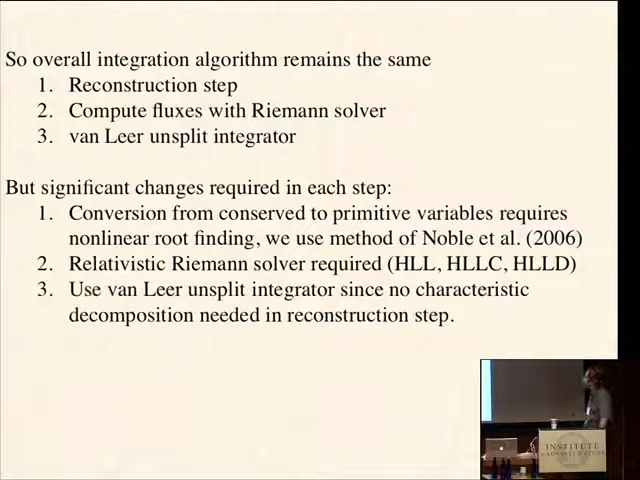 So overall integration algorithm remains the same
1. Reconstruction step
2. Compute fluxes with Riemann solver
3. van Leer unsplit integrator
But significant changes required in each step:
1. Conversion from conserved to primitive variables requires
nonlinear root finding, we use method of Noble et al. (2006)
2. Relativistic Riemann solver required (HLL, HLLC, HLLD)
3. Use van Leer unsplit integrator since no characteristic
decomposition needed in reconstruction step.
INSTITUTE
ADVANCED STUDY